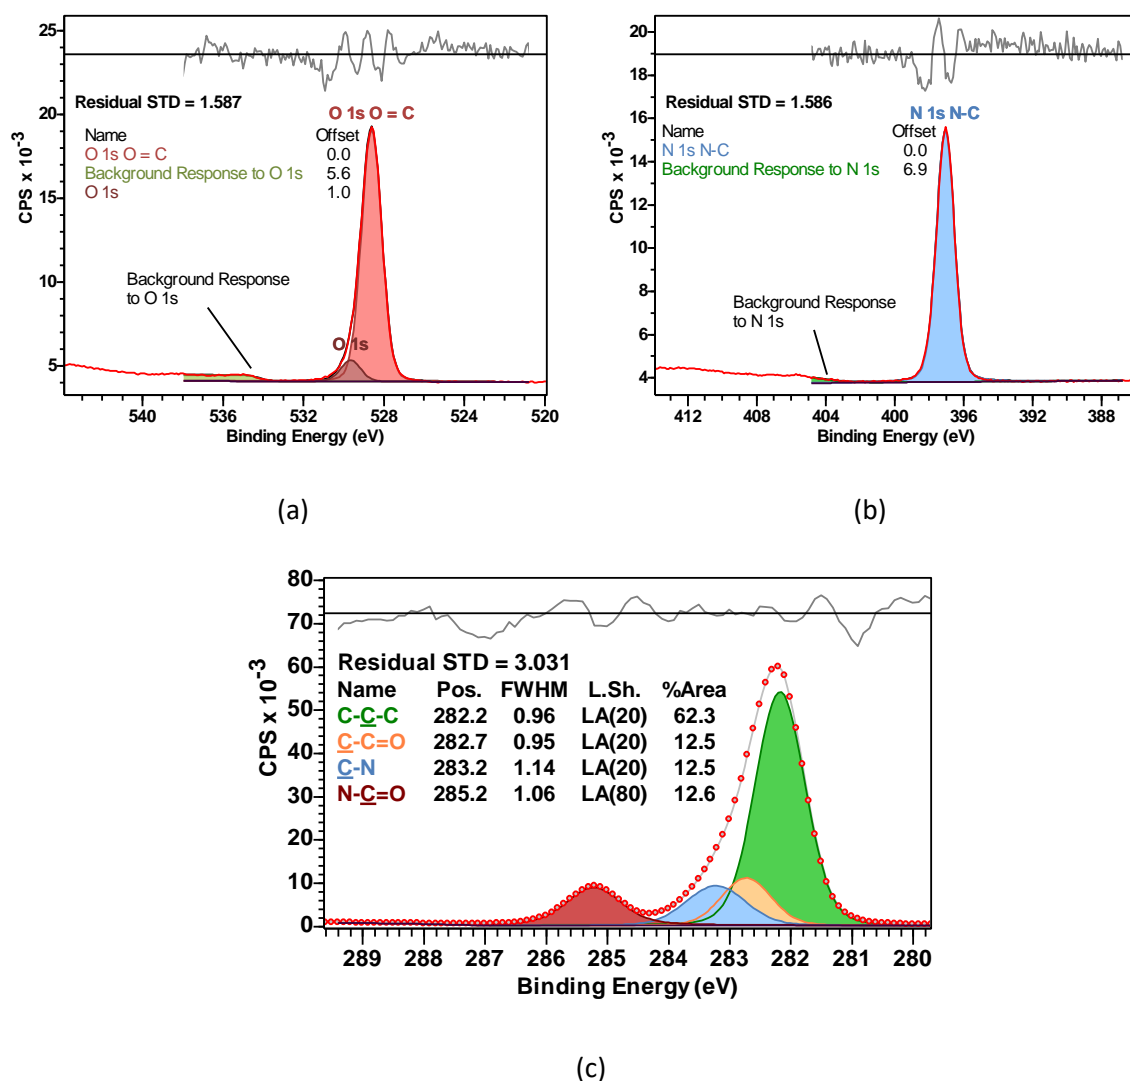 25
20
15
10
5
CPS x 10⁻³
Residual STD = 1.587
O 1s O = C
Name Offset
O 1s O = C 0.0
Background Response to O 1s 5.6
O 1s 1.0
Background Response
to O 1s
O 1s
540 536 532 528 524 520
Binding Energy (eV)
(a)
20
18
16
14
12
10
8
6
4
CPS x 10⁻³
Residual STD = 1.586
N 1s N-C
Name Offset
N 1s N-C 0.0
Background Response to N 1s 6.9
Background Response
to N 1s
412 408 404 400 396 392 388
Binding Energy (eV)
(b)
80
70
60
50
40
30
20
10
0
CPS x 10⁻³
Residual STD = 3.031
Name Pos. FWHM L.Sh. %Area
C-C-C 282.2 0.96 LA(20) 62.3
C-C=O 282.7 0.95 LA(20) 12.5
C-N 283.2 1.14 LA(20) 12.5
N-C=O 285.2 1.06 LA(80) 12.6
289 288 287 286 285 284 283 282 281 280
Binding Energy (eV)
(c)